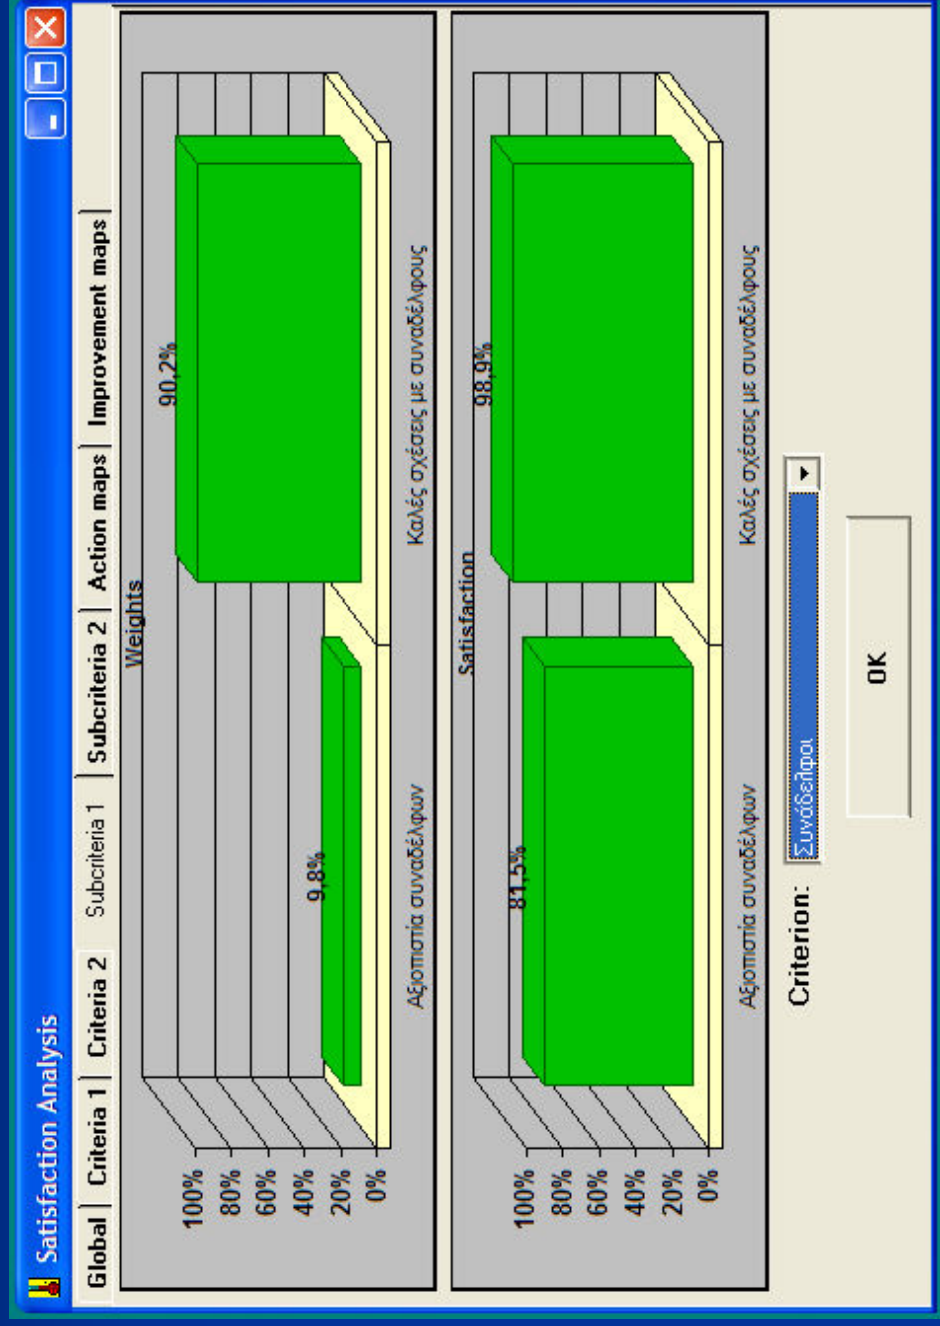 Satisfaction Analysis
Global Criteria 1 Criteria 2 Subcriteria 1 Subcriteria 2 Action maps Improvement maps
Weights
100%
80%
60%
40%
20%
0%
9,8%
90,2%
Αξιοπιστία συναδέλφων Καλές σχέσεις με συναδέλφους
Satisfaction
100%
80%
60%
40%
20%
0%
81,5%
98,9%
Αξιοπιστία συναδέλφων Καλές σχέσεις με συναδέλφους
Criterion: Συνάδελφοι
OK